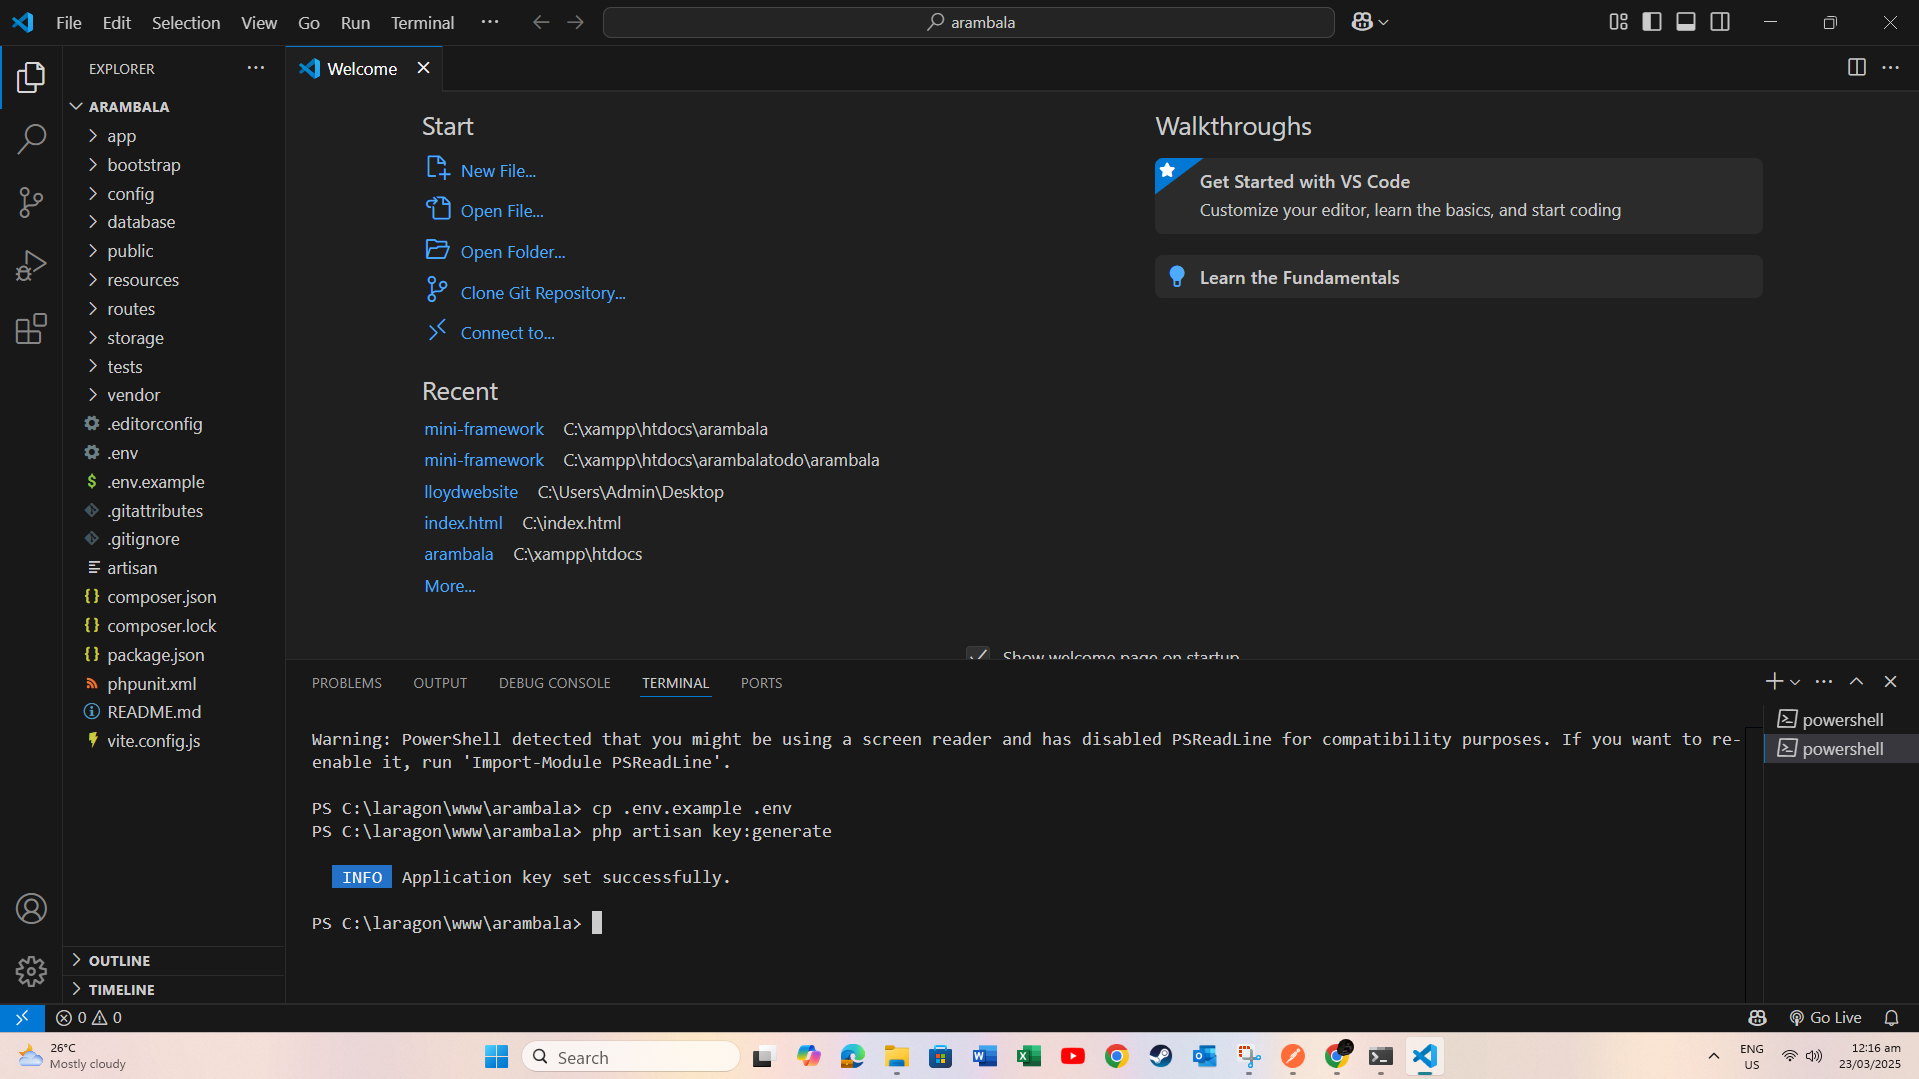 File Edit Selection View Go Run Terminal ···
arambala
EXPLORER
Welcome
ARAMBALA
app
bootstrap
config
database
public
resources
routes
storage
tests
vendor
.editorconfig
.env
.env.example
.gitattributes
.gitignore
artisan
composer.json
composer.lock
package.json
phpunit.xml
README.md
vite.config.js
OUTLINE
TIMELINE
Start
New File...
Open File...
Open Folder...
Clone Git Repository...
Connect to...
Recent
mini-framework C:\xampp\htdocs\arambala
mini-framework C:\xampp\htdocs\arambalatodo\arambala
lloydwebsite C:\Users\Admin\Desktop
index.html C:\index.html
arambala C:\xampp\htdocs
More...
Walkthroughs
Get Started with VS Code
Customize your editor, learn the basics, and start coding
Learn the Fundamentals
Show welcome page on startup
PROBLEMS OUTPUT DEBUG CONSOLE TERMINAL PORTS
powershell
powershell
Warning: PowerShell detected that you might be using a screen reader and has disabled PSReadLine for compatibility purposes. If you want to re-
enable it, run 'Import-Module PSReadLine'.
PS C:\laragon\www\arambala> cp .env.example .env
PS C:\laragon\www\arambala> php artisan key:generate
INFO Application key set successfully.
PS C:\laragon\www\arambala>
0 0
Go Live
26°C
Mostly cloudy
Search
ENG
US
12:16 am
23/03/2025